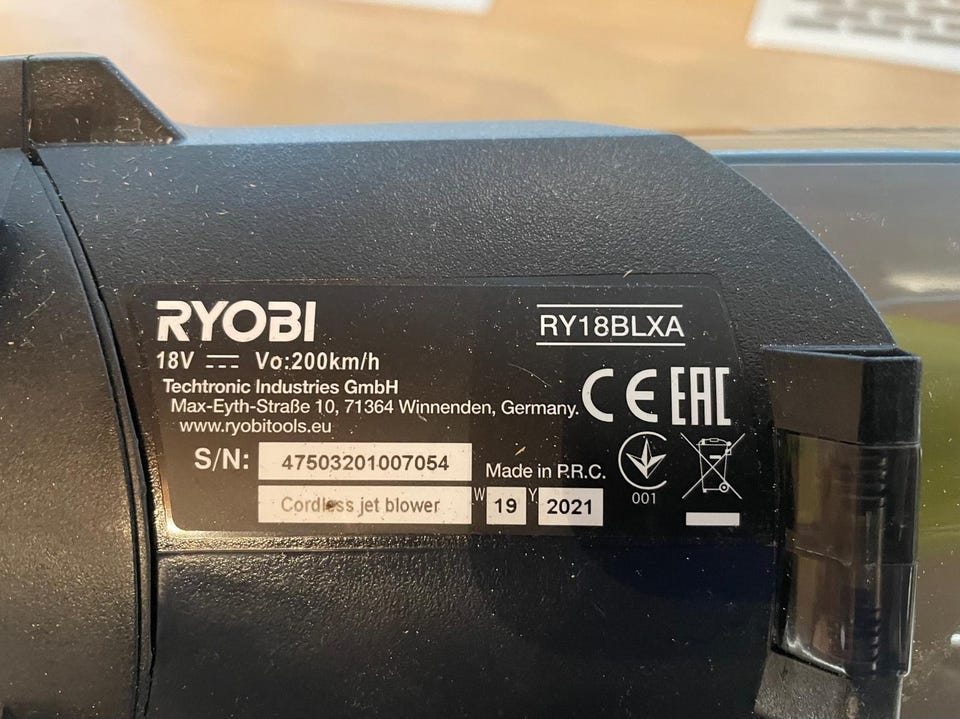 RYOBI
RY18BLXA
18V ⎓ Vo:200km/h
Techtronic Industries GmbH
Max-Eyth-Straße 10, 71364 Winnenden, Germany.
www.ryobitools.eu
CE EAC
S/N: 47503201007054
Made in P.R.C.
001
Cordless jet blower
W 19 Y 2021